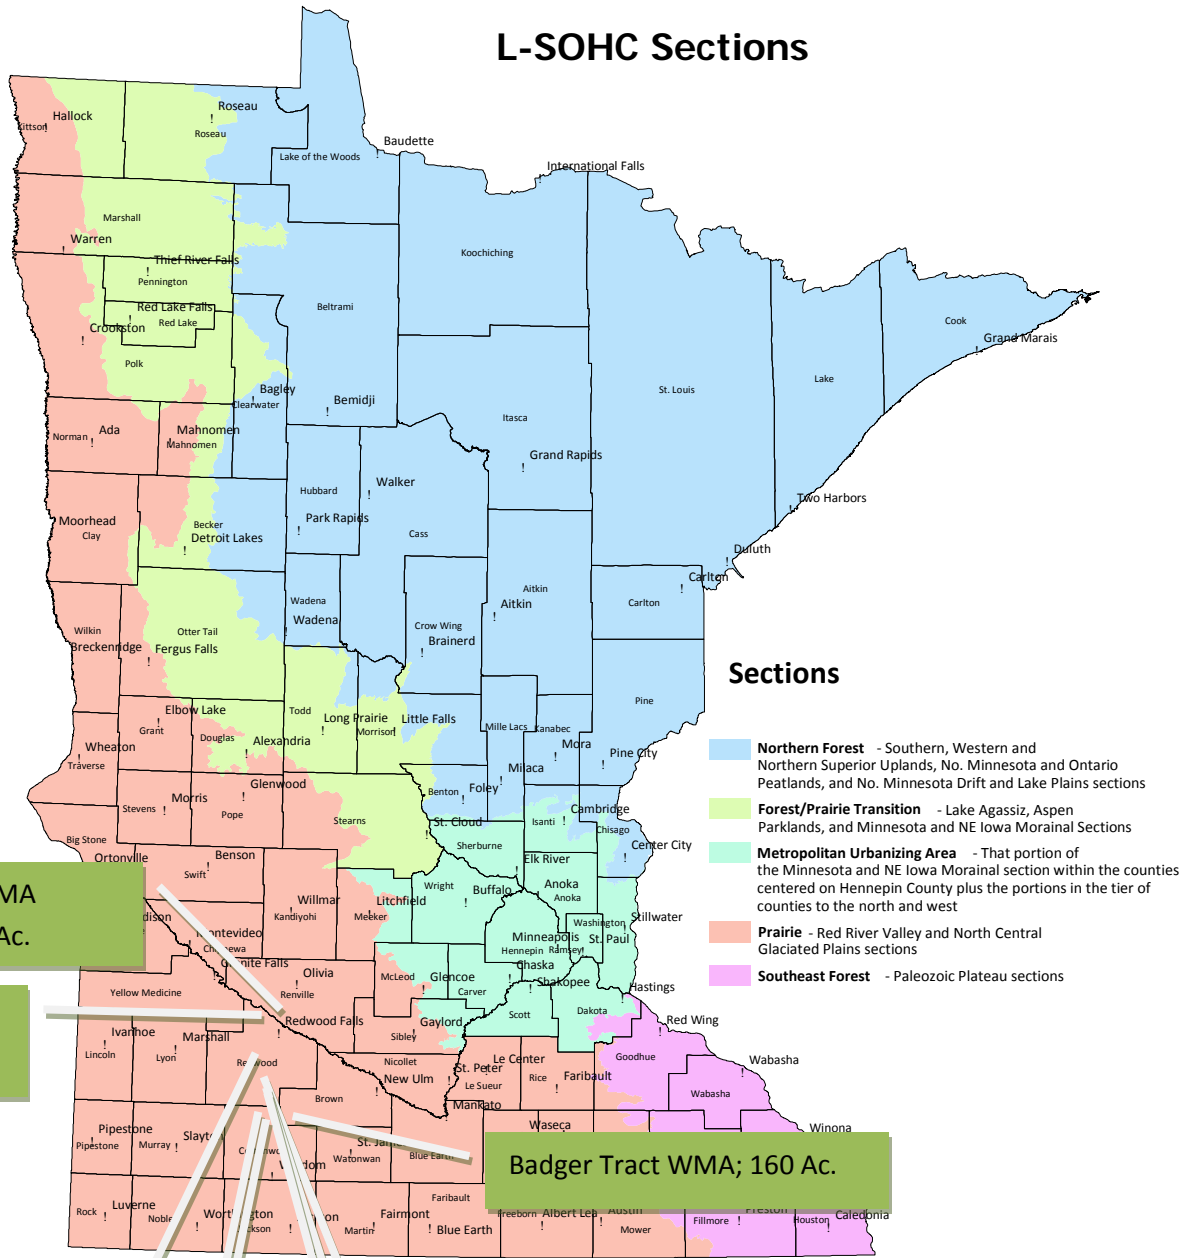 L-SOHC Sections
Roseau
Hallock
Kittson
Roseau
Baudette
Lake of the Woods
International Falls
Marshall
Warren
Koochiching
Thief River Falls
Pennington
Beltrami
Red Lake Falls
Red Lake
Crookston
Cook
Grand Marais
Polk
Lake
St. Louis
Bagley
Clearwater
Bemidji
Itasca
Ada
Norman
Mahnomen
Mahnomen
Grand Rapids
Walker
Hubbard
Two Harbors
Park Rapids
Moorhead
Clay
Becker
Detroit Lakes
Cass
Duluth
Carlton
Aitkin
Aitkin
Wadena
Wadena
Carlton
Crow Wing
Brainerd
Wilkin
Breckenridge
Otter Tail
Fergus Falls
Sections
Pine
Elbow Lake
Grant
Todd
Long Prairie
Morrison
Little Falls
Mille Lacs
Kanabec
Douglas
Alexandria
Mora
Pine City
Wheaton
Traverse
Milaca
Northern Forest - Southern, Western and
Northern Superior Uplands, No. Minnesota and Ontario
Peatlands, and No. Minnesota Drift and Lake Plains sections
Glenwood
Morris
Stevens
Pope
Benton
Foley
Forest/Prairie Transition - Lake Agassiz, Aspen
Parklands, and Minnesota and NE Iowa Morainal Sections
Stearns
St. Cloud
Cambridge
Isanti
Chisago
Big Stone
Sherburne
Center City
Metropolitan Urbanizing Area - That portion of
the Minnesota and NE Iowa Morainal section within the counties
centered on Hennepin County plus the portions in the tier of
counties to the north and west
Ortonville
Benson
Swift
Elk River
Wright
Buffalo
Anoka
Anoka
MA
Ac.
Willmar
Kandiyohi
Litchfield
Meeker
Washington
Stillwater
Minneapolis
Hennepin
Ramsey
St. Paul
Prairie - Red River Valley and North Central
Glaciated Plains sections
Southeast Forest - Paleozoic Plateau sections
Olivia
Renville
McLeod
Glencoe
Carver
Chaska
Shakopee
Hastings
Yellow Medicine
Redwood Falls
Sibley
Gaylord
Scott
Dakota
Red Wing
Ivanhoe
Lincoln
Lyon
Marshall
Nicollet
New Ulm
St. Peter
Le Center
Le Sueur
Rice
Faribault
Goodhue
Wabasha
Wabasha
Brown
Mankato
Waseca
Winona
Pipestone
Pipestone
Murray
Watonwan
Blue Earth
Badger Tract WMA; 160 Ac.
Rock
Luverne
Martin
Fairmont
Faribault
Blue Earth
Freeborn
Albert Lea
Austin
Mower
Fillmore
Preston
Houston
Caledonia